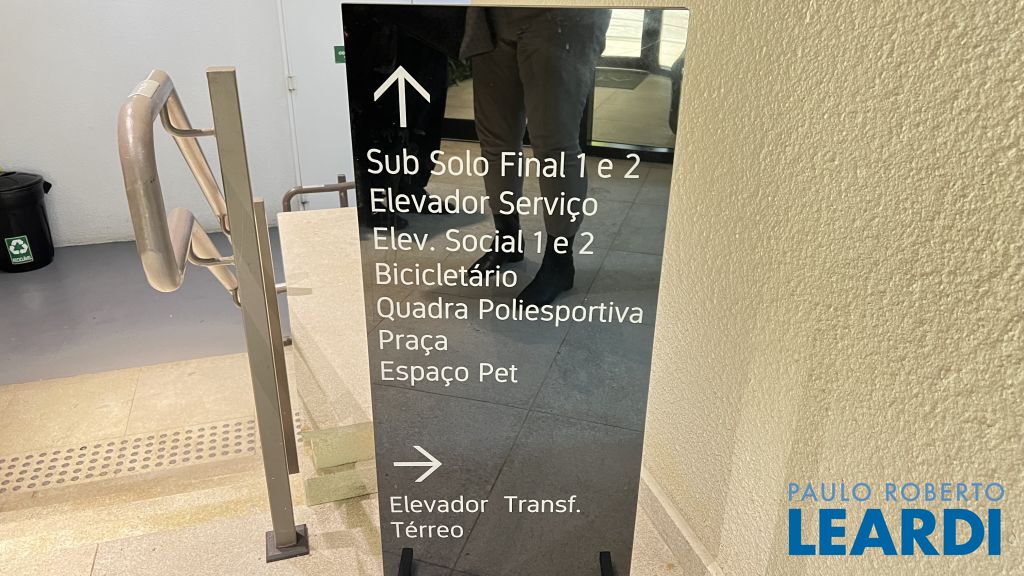 Sub Solo Final 1 e 2
Elevador Serviço
Elev. Social 1 e 2
Bicicletário
Quadra Poliesportiva
Praça
Espaço Pet
Elevador Transf.
Térreo
PAULO ROBERTO
LEARDI